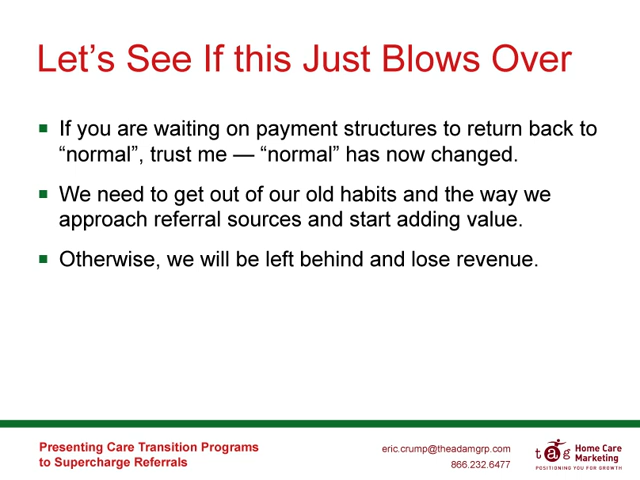 Let’s See If this Just Blows Over
If you are waiting on payment structures to return back to
“normal”, trust me — “normal” has now changed.
We need to get out of our old habits and the way we
approach referral sources and start adding value.
Otherwise, we will be left behind and lose revenue.
Presenting Care Transition Programs
to Supercharge Referrals
eric.crump@theadamgrp.com
866.232.6477
tag Home Care
Marketing
POSITIONING YOU FOR GROWTH